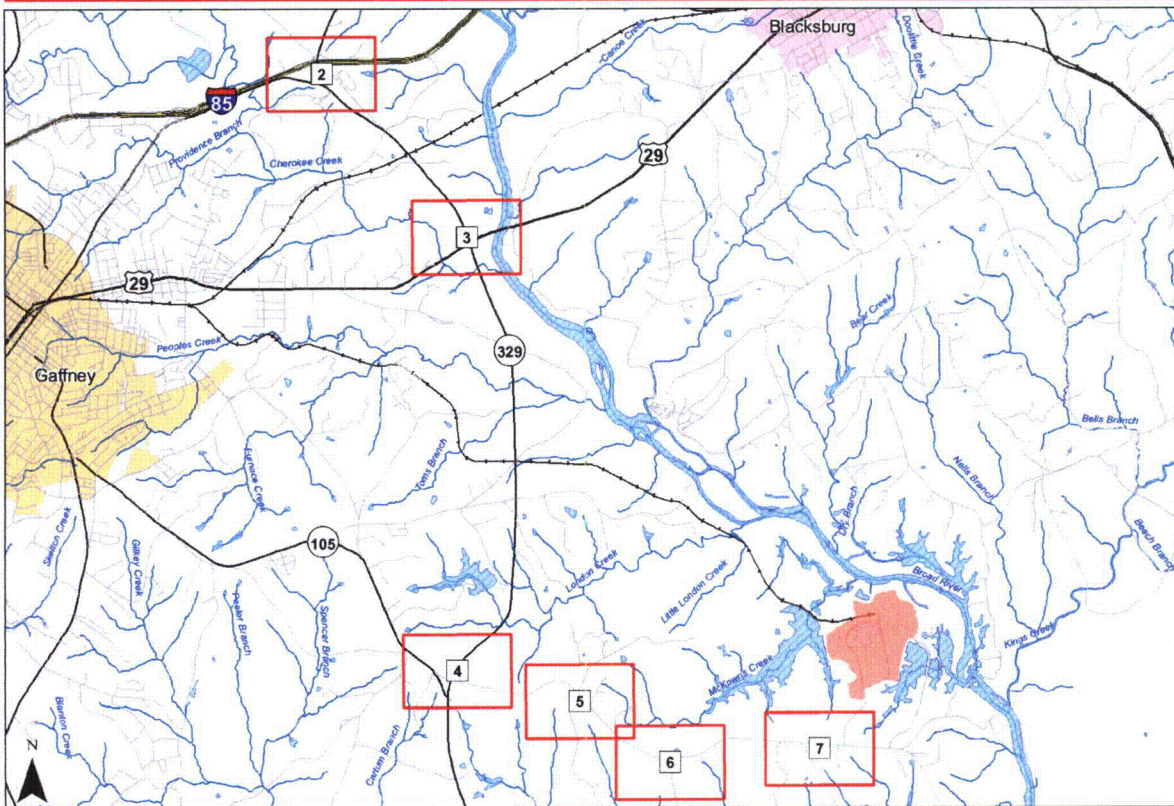 Blacksburg
Doolittle Creek
Canoe Creek
2
85
Providence Branch
Cherokee Creek
29
3
29
Peoples Creek
Gaffney
329
Bear Creek
Bells Branch
Furnace Creek
Toms Branch
Nells Branch
Dry Branch
Beech Branch
Skelton Creek
Gilkey Creek
105
London Creek
Little London Creek
Broad River
Peeler Branch
Spencer Branch
Kings Creek
4
McKowns Creek
5
Blanton Creek
Cartum Branch
6
7
N